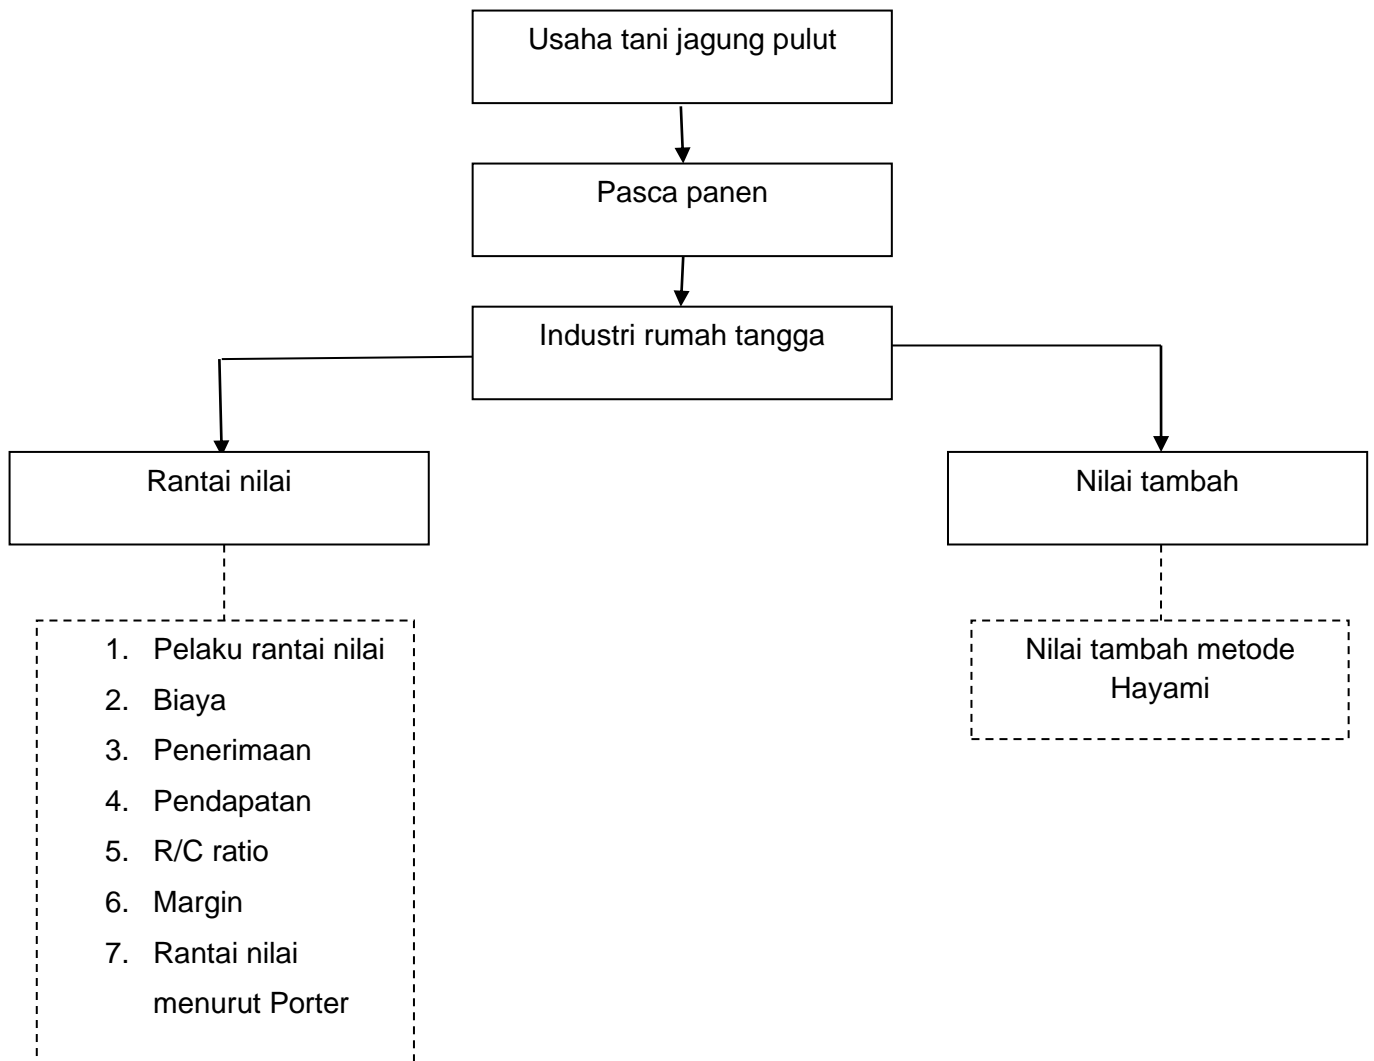 Usaha tani jagung pulut
Pasca panen
Industri rumah tangga
Rantai nilai
Nilai tambah
1. Pelaku rantai nilai
2. Biaya
3. Penerimaan
4. Pendapatan
5. R/C ratio
6. Margin
7. Rantai nilai
menurut Porter
Nilai tambah metode
Hayami